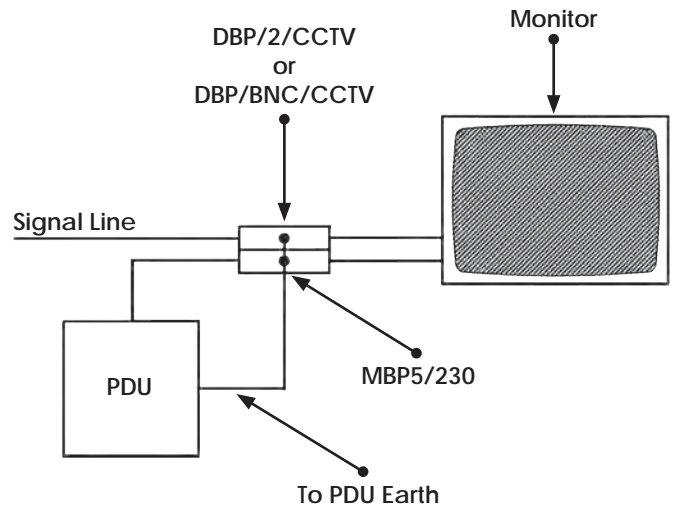 DBP/2/CCTV
or
DBP/BNC/CCTV
Monitor
Signal Line
PDU
MBP5/230
To PDU Earth